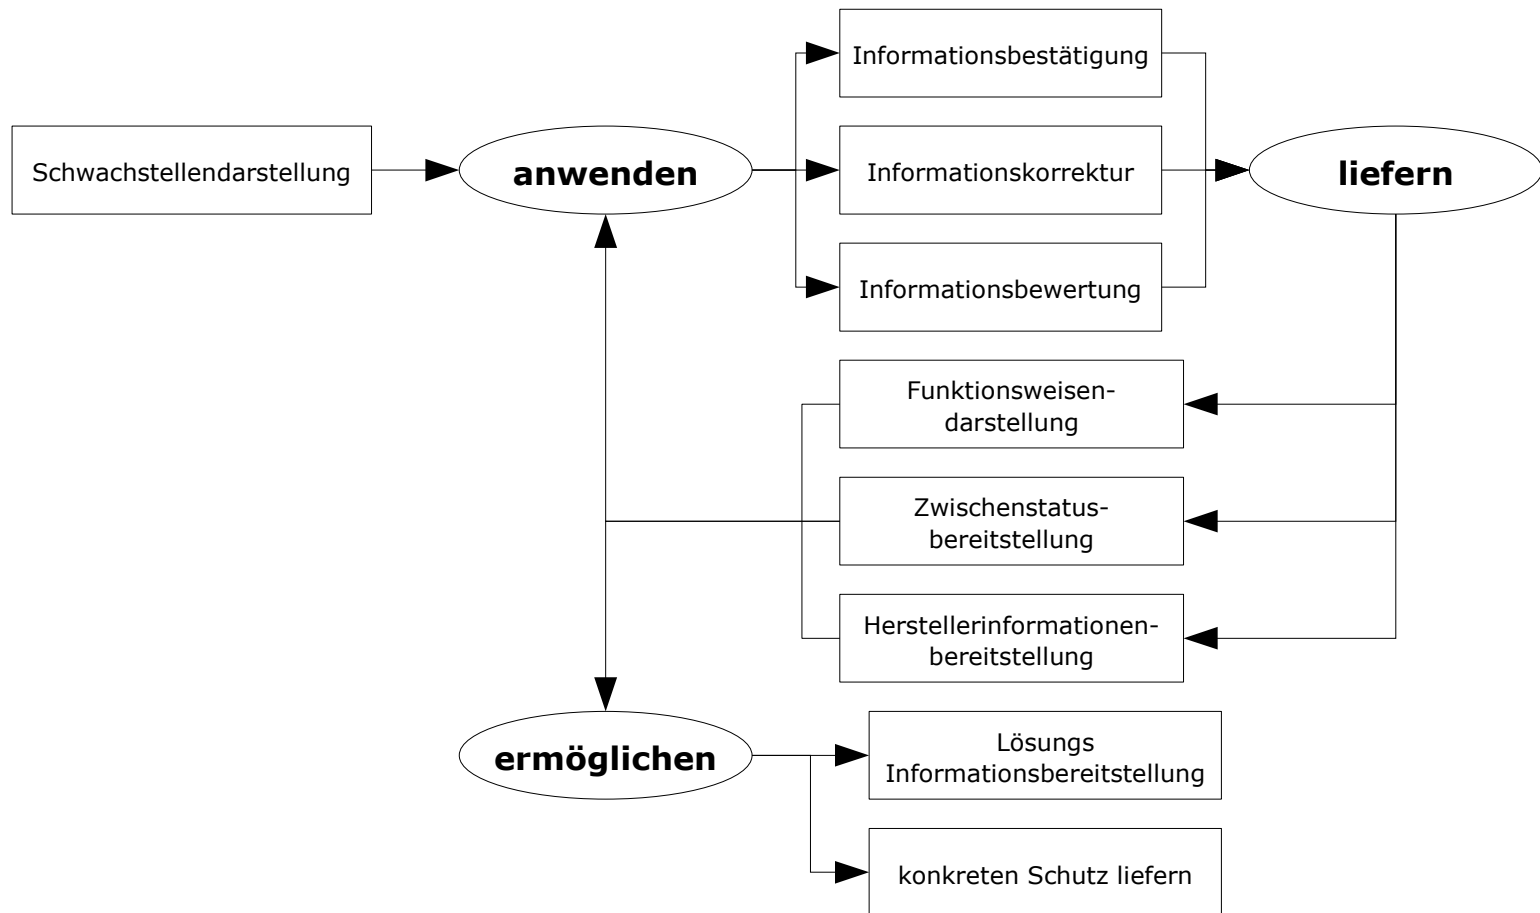 Informationsbestätigung
Schwachstellendarstellung
anwenden
Informationskorrektur
liefern
Informationsbewertung
Funktionsweisen-
darstellung
Zwischenstatus-
bereitstellung
Herstellerinformationen-
bereitstellung
ermöglichen
Lösungs
Informationsbereitstellung
konkreten Schutz liefern